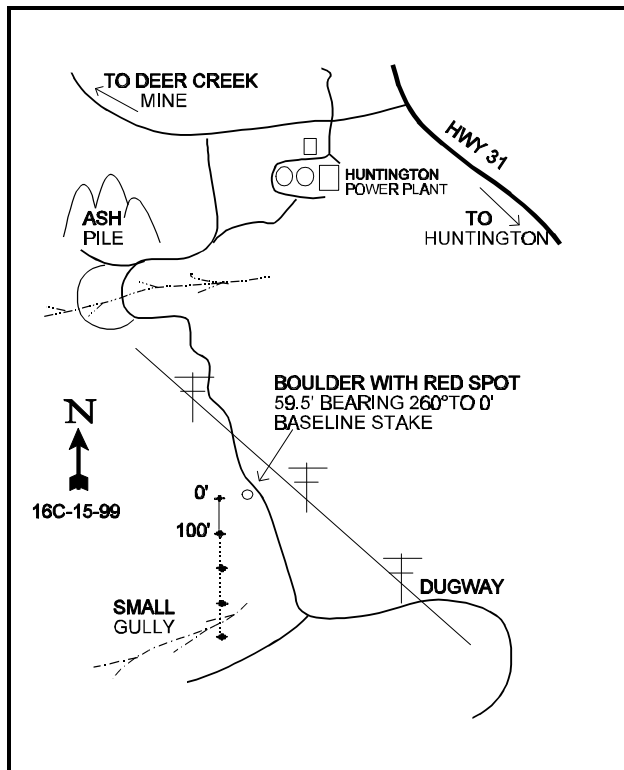 TO DEER CREEK
MINE
HWY 31
HUNTINGTON
POWER PLANT
ASH
PILE
TO
HUNTINGTON
BOULDER WITH RED SPOT
59.5' BEARING 260° TO 0'
BASELINE STAKE
N
16C-15-99
0'
100'
DUGWAY
SMALL
GULLY